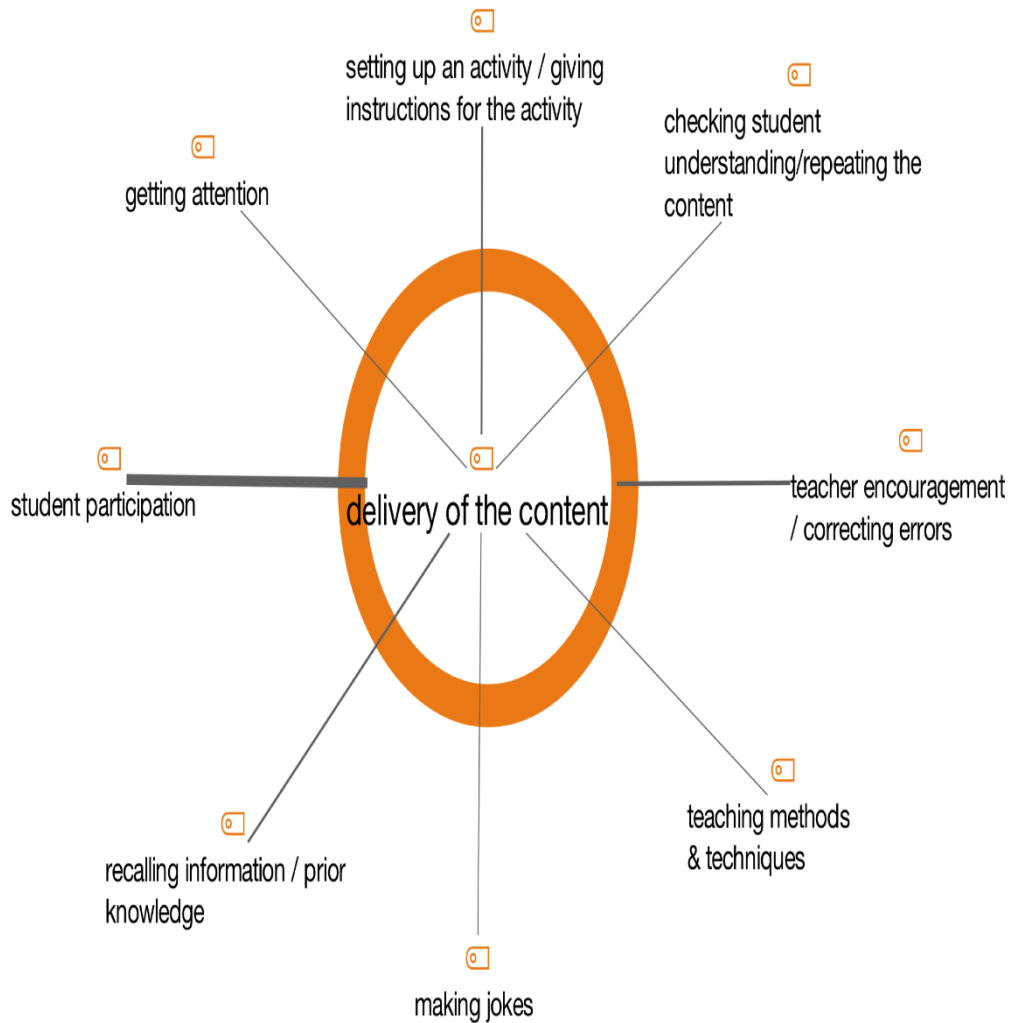 setting up an activity / giving
instructions for the activity
checking student
understanding/repeating the
content
getting attention
student participation
delivery of the content
teacher encouragement
/ correcting errors
teaching methods
& techniques
recalling information / prior
knowledge
making jokes